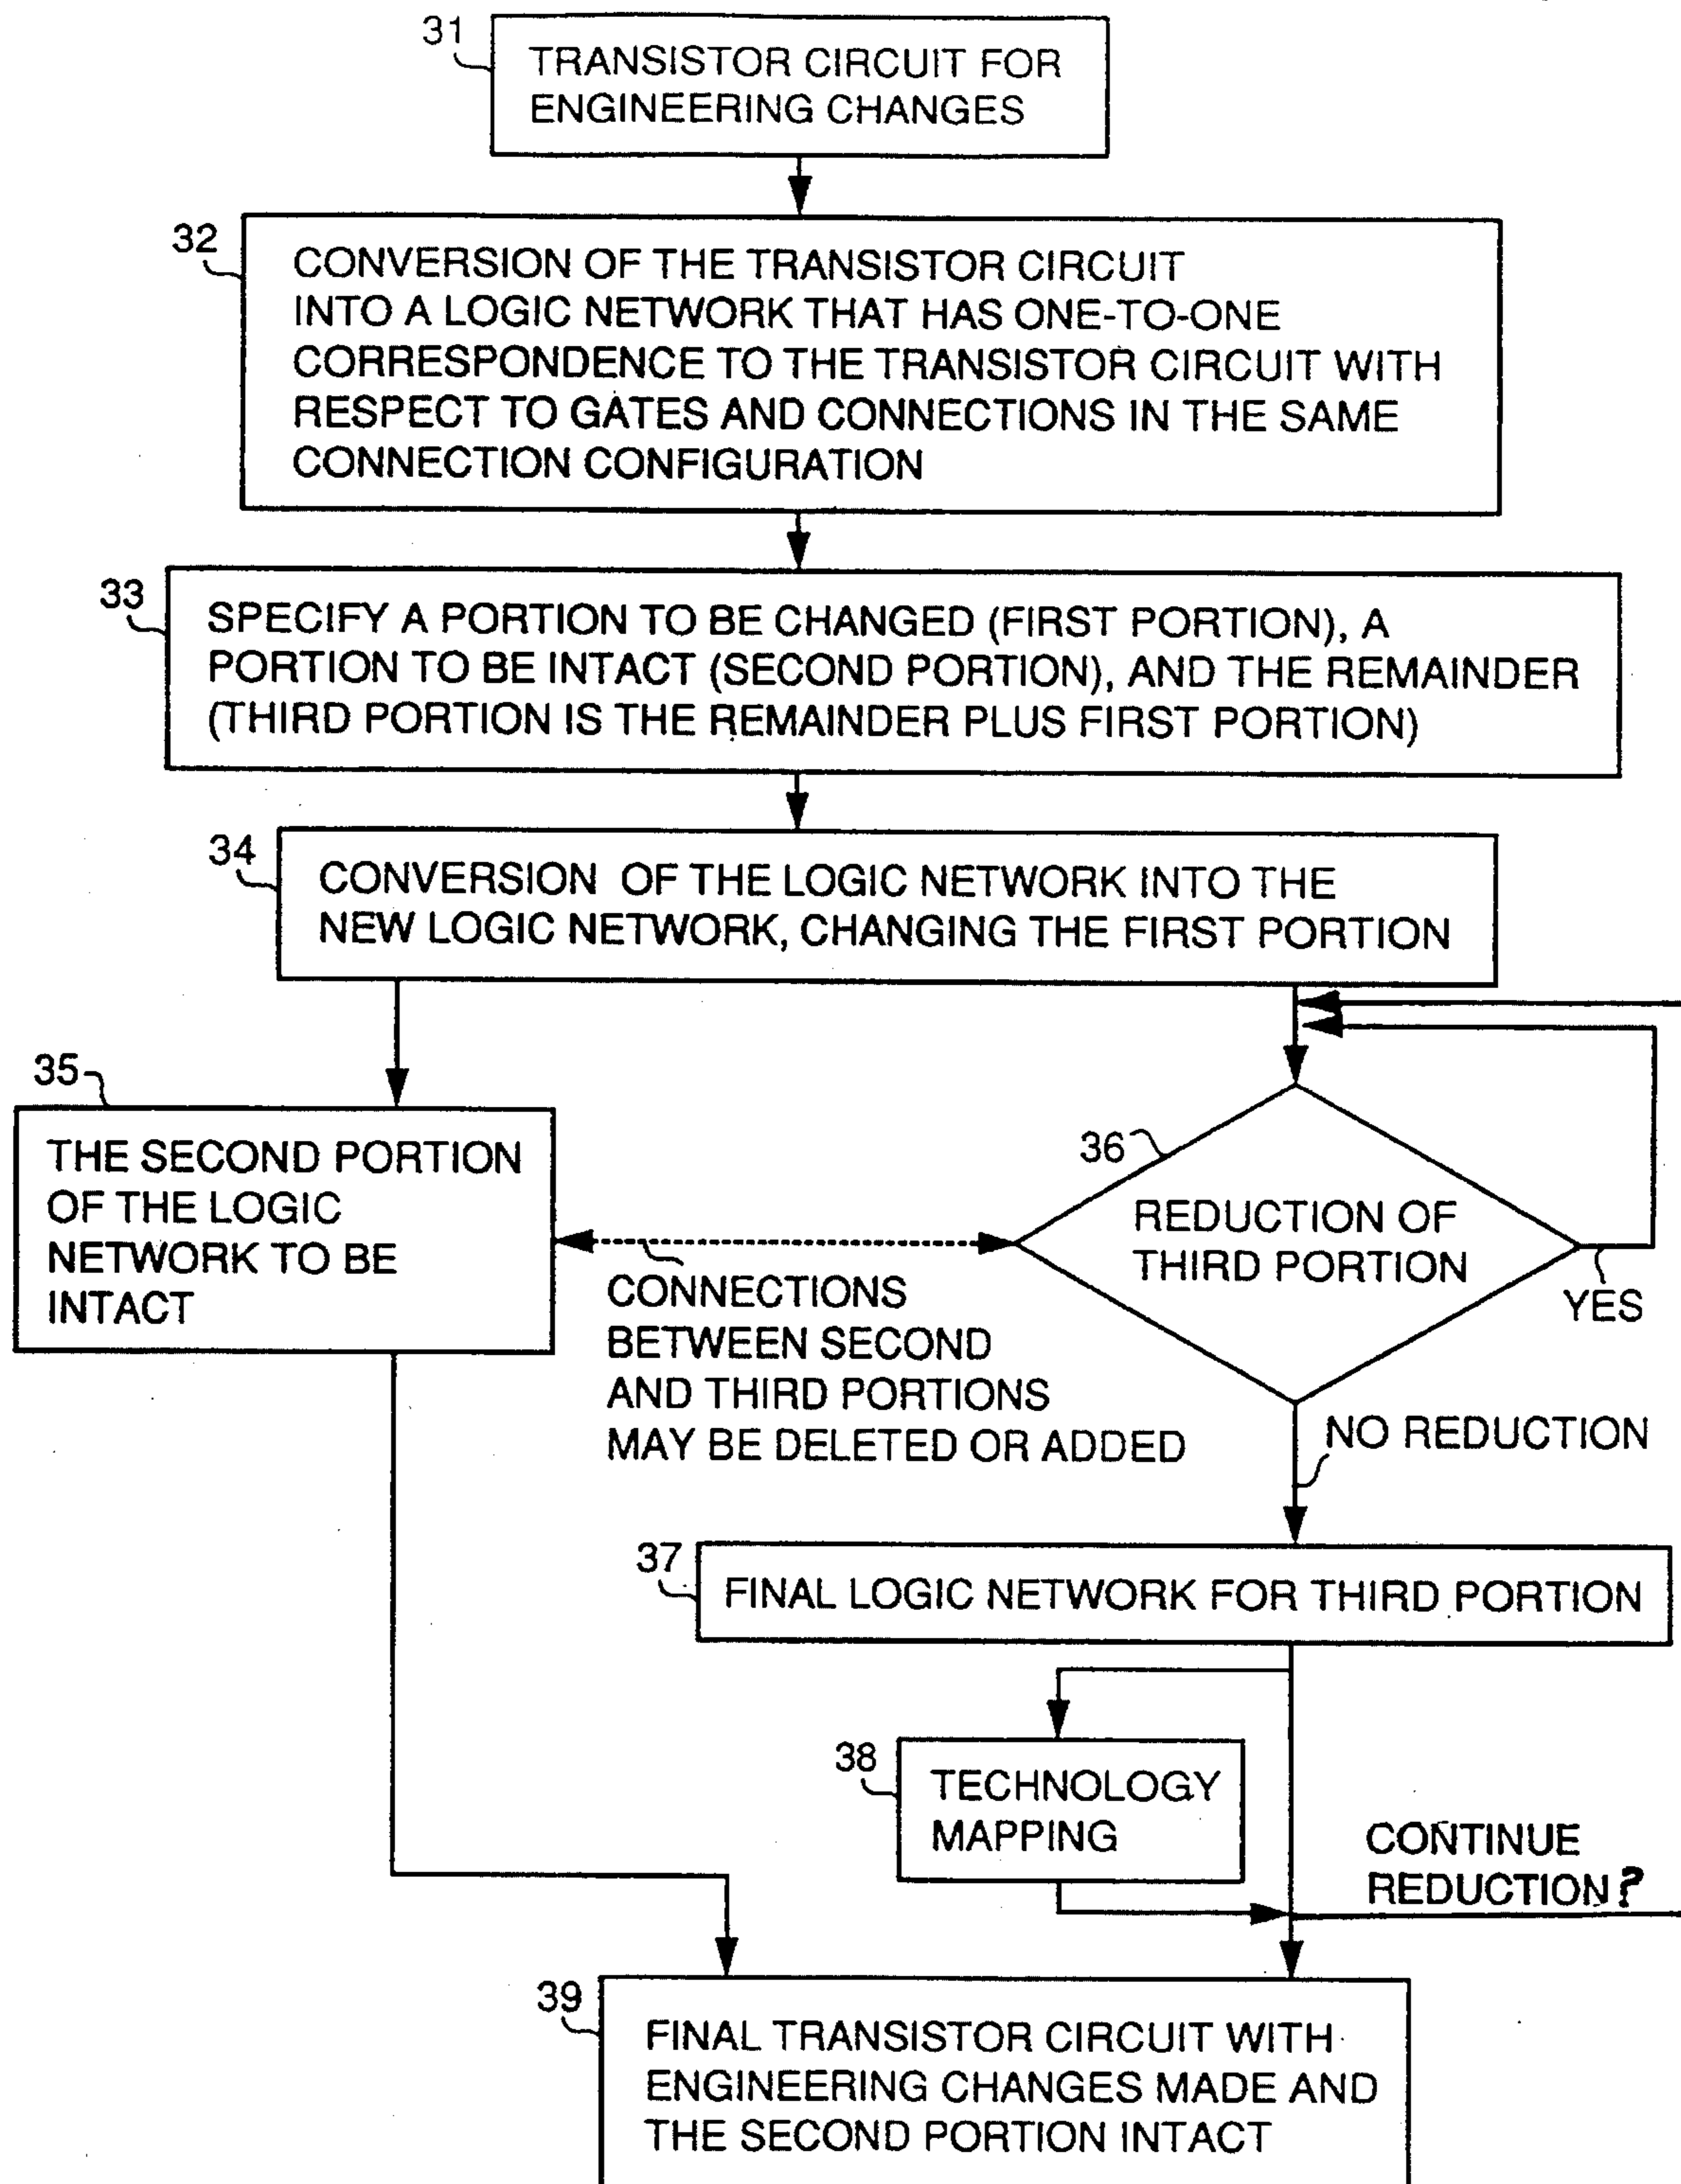 31
TRANSISTOR CIRCUIT FOR
ENGINEERING CHANGES
32
CONVERSION OF THE TRANSISTOR CIRCUIT
INTO A LOGIC NETWORK THAT HAS ONE-TO-ONE
CORRESPONDENCE TO THE TRANSISTOR CIRCUIT WITH
RESPECT TO GATES AND CONNECTIONS IN THE SAME
CONNECTION CONFIGURATION
33
SPECIFY A PORTION TO BE CHANGED (FIRST PORTION), A
PORTION TO BE INTACT (SECOND PORTION), AND THE REMAINDER
(THIRD PORTION IS THE REMAINDER PLUS FIRST PORTION)
34
CONVERSION OF THE LOGIC NETWORK INTO THE
NEW LOGIC NETWORK, CHANGING THE FIRST PORTION
35
THE SECOND PORTION
OF THE LOGIC
NETWORK TO BE
INTACT
36
REDUCTION OF
THIRD PORTION
YES
CONNECTIONS
BETWEEN SECOND
AND THIRD PORTIONS
MAY BE DELETED OR ADDED
NO REDUCTION
37
FINAL LOGIC NETWORK FOR THIRD PORTION
38
TECHNOLOGY
MAPPING
CONTINUE
REDUCTION?
39
FINAL TRANSISTOR CIRCUIT WITH
ENGINEERING CHANGES MADE AND
THE SECOND PORTION INTACT